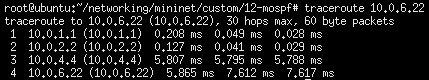 root@ubuntu:~/networking/mininet/custom/12-mospf# traceroute 10.0.6.22
traceroute to 10.0.6.22 (10.0.6.22), 30 hops max, 60 byte packets
1 10.0.1.1 (10.0.1.1) 0.208 ms 0.049 ms 0.028 ms
2 10.0.2.2 (10.0.2.2) 0.127 ms 0.041 ms 0.029 ms
3 10.0.4.4 (10.0.4.4) 5.807 ms 5.795 ms 5.788 ms
4 10.0.6.22 (10.0.6.22) 5.865 ms 7.612 ms 7.617 ms